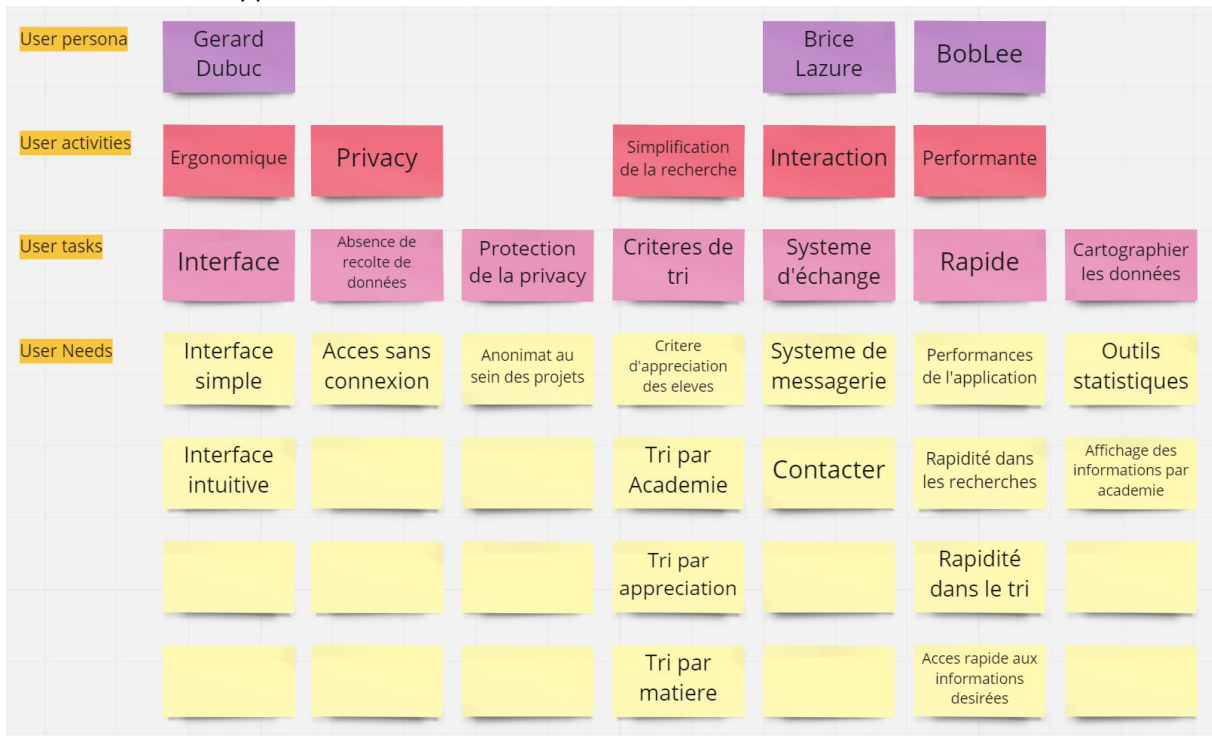 User persona
Gerard
Dubuc
Brice
Lazure
BobLee
User activities
Ergonomique
Privacy
Simplification
de la recherche
Interaction
Performante
User tasks
Interface
Absence de
recolte de
données
Protection
de la privacy
Criteres de
tri
Systeme
d'échange
Rapide
Cartographier
les données
User Needs
Interface
simple
Acces sans
connexion
Anonimat au
sein des projets
Critere
d'appreciation
des eleves
Systeme de
messagerie
Performances
de l'application
Outils
statistiques
Interface
intuitive
Tri par
Academie
Contacter
Rapidité dans
les recherches
Affichage des
informations par
academie
Tri par
appreciation
Rapidité
dans le tri
Tri par
matiere
Acces rapide aux
informations
desirées